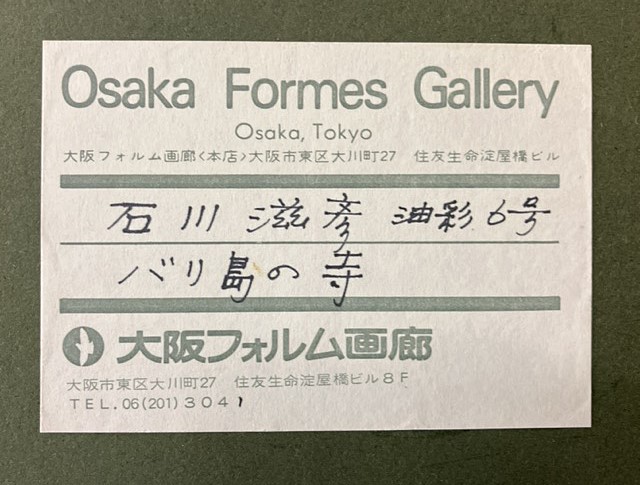 Osaka Formes Gallery
Osaka, Tokyo
大阪フォルム画廊<本店>大阪市東区大川町27 住友生命淀屋橋ビル
石川 滋彦 油彩 6号
バリ島の寺
大阪フォルム画廊
大阪市東区大川町27 住友生命淀屋橋ビル8F
TEL.06(201)3041